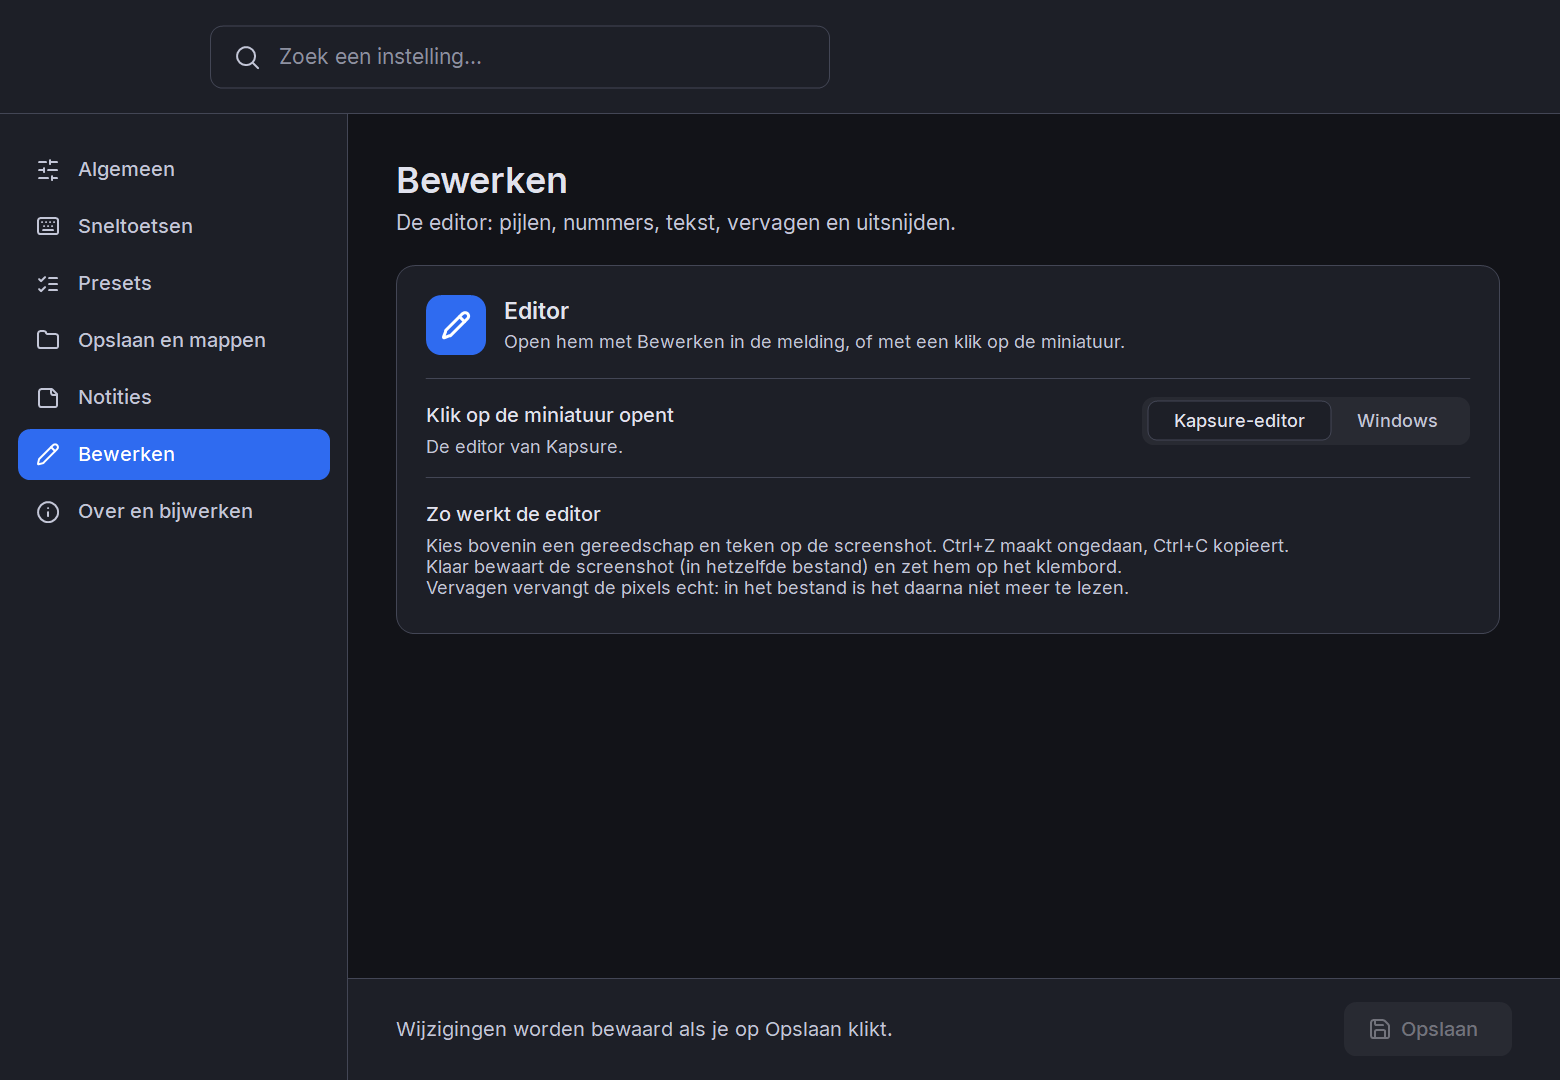 Zoek een instelling...
Algemeen
Sneltoetsen
Presets
Opslaan en mappen
Notities
Bewerken
Over en bijwerken
Bewerken
De editor: pijlen, nummers, tekst, vervagen en uitsnijden.
Editor
Open hem met Bewerken in de melding, of met een klik op de miniatuur.
Klik op de miniatuur opent
De editor van Kapsure.
Kapsure-editor
Windows
Zo werkt de editor
Kies bovenin een gereedschap en teken op de screenshot. Ctrl+Z maakt ongedaan, Ctrl+C kopieert.
Klaar bewaart de screenshot (in hetzelfde bestand) en zet hem op het klembord.
Vervagen vervangt de pixels echt: in het bestand is het daarna niet meer te lezen.
Wijzigingen worden bewaard als je op Opslaan klikt.
Opslaan